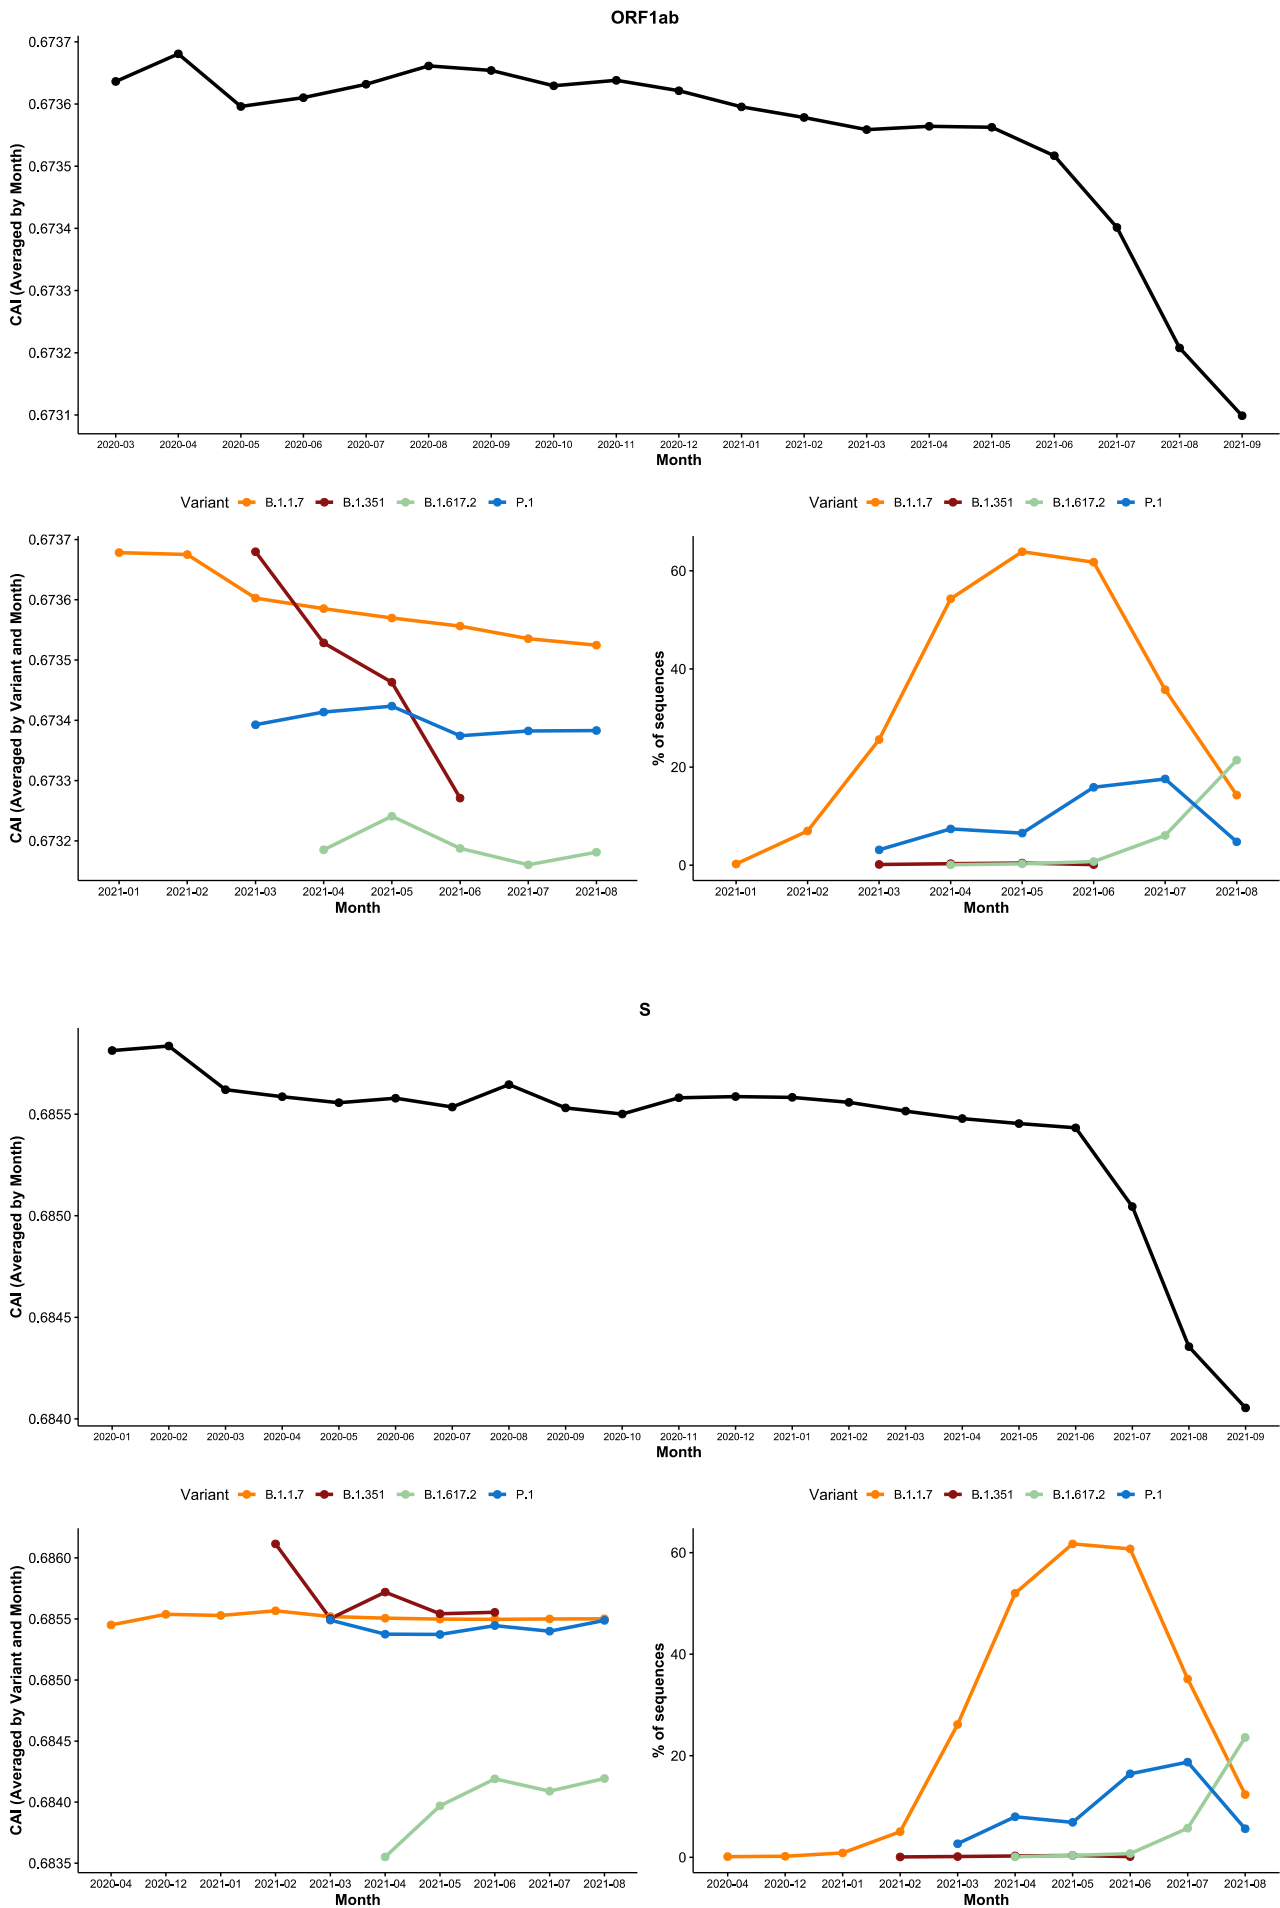 ORF1ab
CAI (Averaged by Month)
0.6737
0.6736
0.6735
0.6734
0.6733
0.6732
0.6731
2020-03 2020-04 2020-05 2020-06 2020-07 2020-08 2020-09 2020-10 2020-11 2020-12 2021-01 2021-02 2021-03 2021-04 2021-05 2021-06 2021-07 2021-08 2021-09
Month
Variant B.1.1.7 B.1.351 B.1.617.2 P.1
CAI (Averaged by Variant and Month)
0.6737
0.6736
0.6735
0.6734
0.6733
0.6732
2021-01 2021-02 2021-03 2021-04 2021-05 2021-06 2021-07 2021-08
Month
Variant B.1.1.7 B.1.351 B.1.617.2 P.1
% of sequences
60
40
20
0
2021-01 2021-02 2021-03 2021-04 2021-05 2021-06 2021-07 2021-08
Month
S
CAI (Averaged by Month)
0.6855
0.6850
0.6845
0.6840
2020-01 2020-02 2020-03 2020-04 2020-05 2020-06 2020-07 2020-08 2020-09 2020-10 2020-11 2020-12 2021-01 2021-02 2021-03 2021-04 2021-05 2021-06 2021-07 2021-08 2021-09
Month
Variant B.1.1.7 B.1.351 B.1.617.2 P.1
CAI (Averaged by Variant and Month)
0.6860
0.6855
0.6850
0.6845
0.6840
0.6835
2020-04 2020-12 2021-01 2021-02 2021-03 2021-04 2021-05 2021-06 2021-07 2021-08
Month
Variant B.1.1.7 B.1.351 B.1.617.2 P.1
% of sequences
60
40
20
0
2020-04 2020-12 2021-01 2021-02 2021-03 2021-04 2021-05 2021-06 2021-07 2021-08
Month